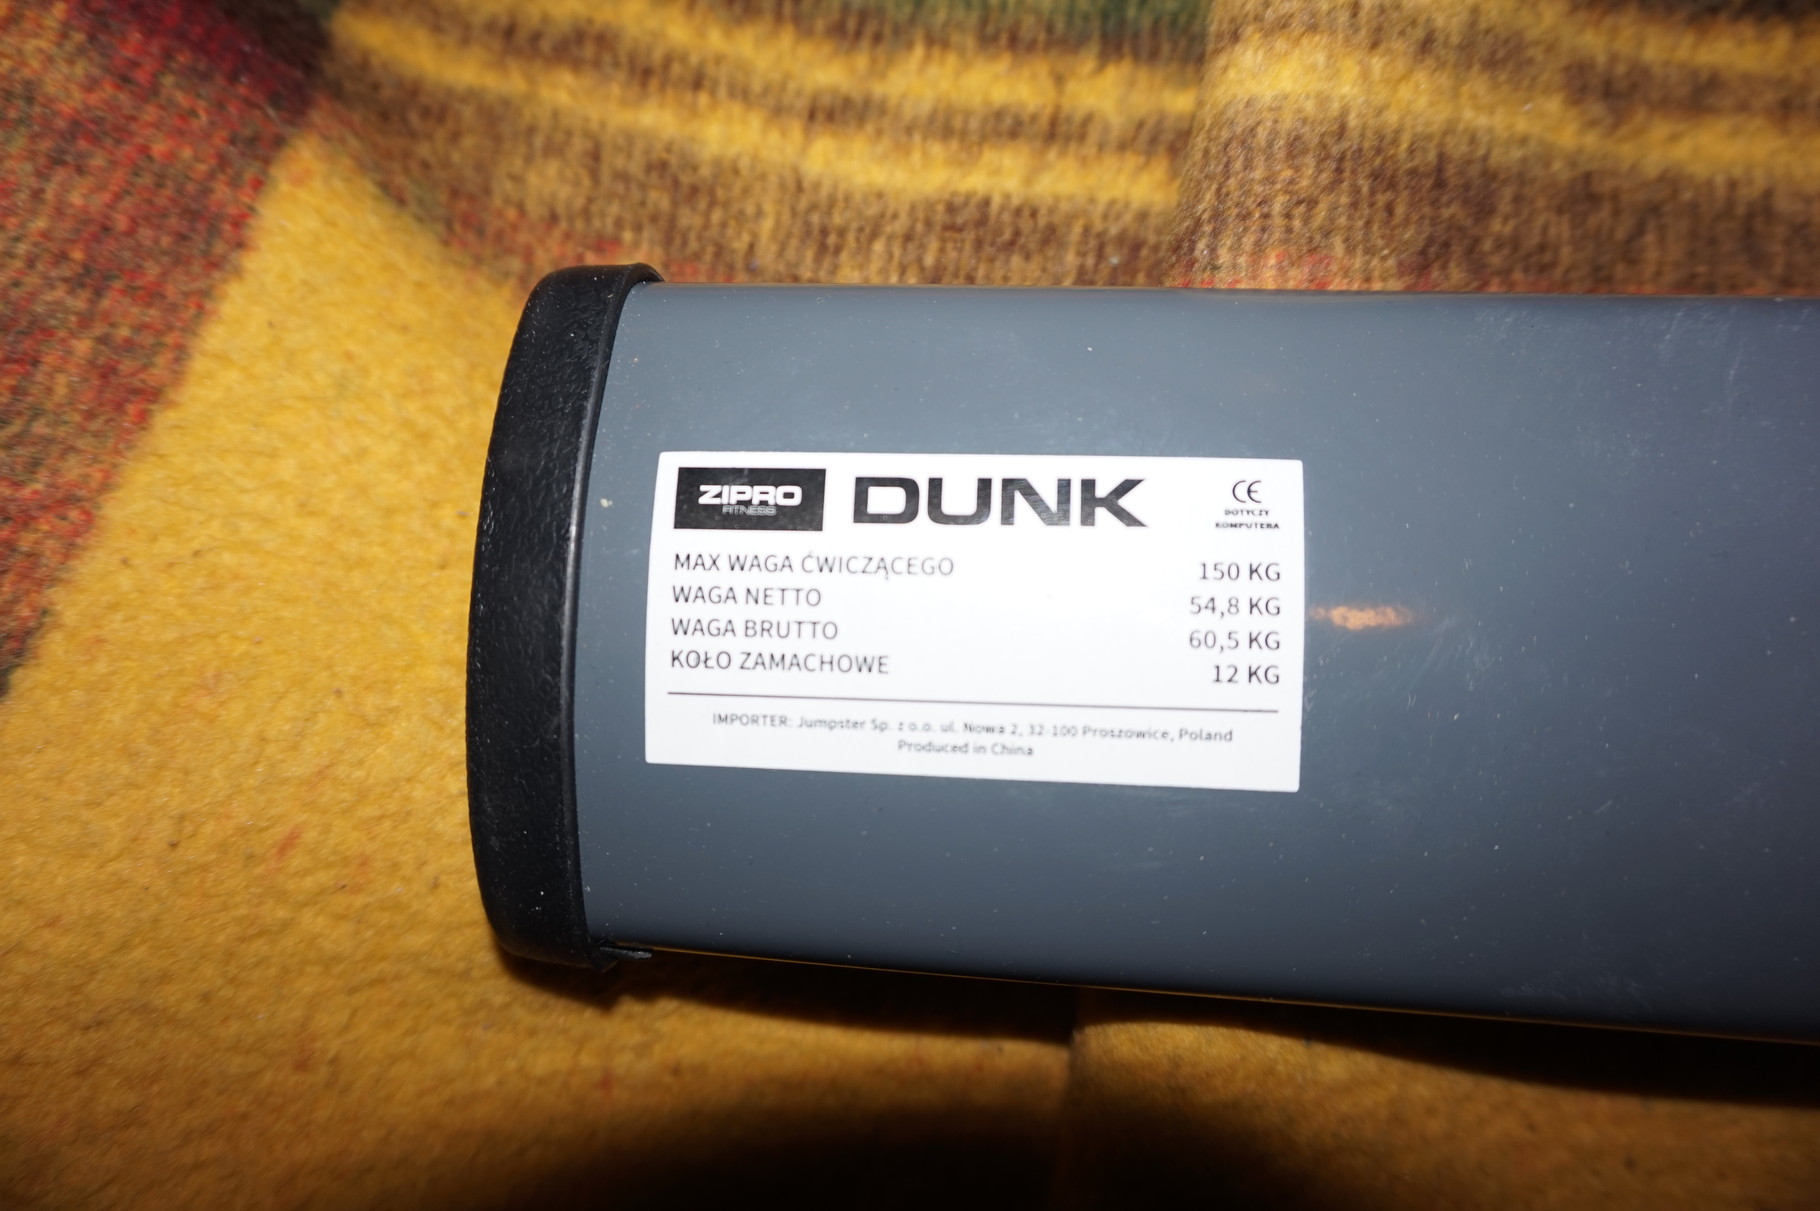 ZIPRO
FITNESS
DUNK
CE
DOTYCZY
KOMPUTERA
MAX WAGA ĆWICZĄCEGO 150 KG
WAGA NETTO 54,8 KG
WAGA BRUTTO 60,5 KG
KOŁO ZAMACHOWE 12 KG
IMPORTER: Jumpster Sp. z o.o. ul. Nowa 2, 32-100 Proszowice, Poland
Produced in China